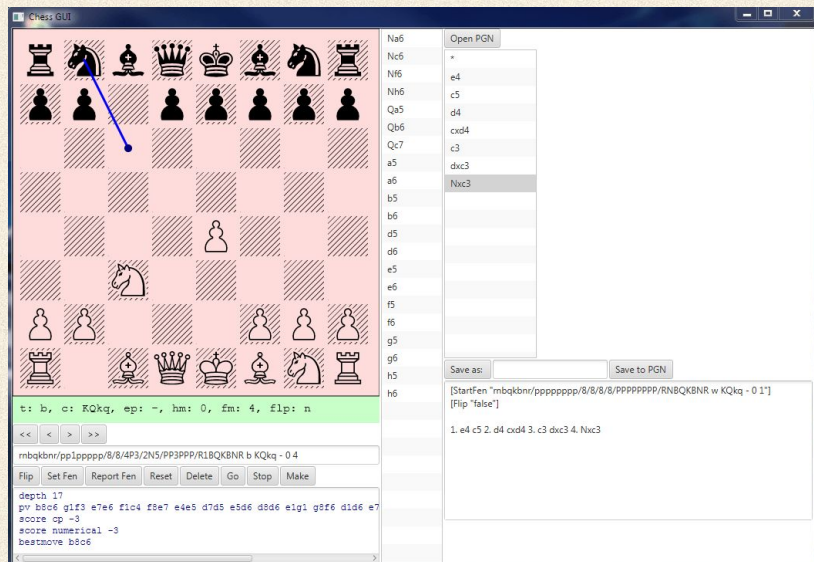 Chess GUI
t: b, c: KQkq, ep: -, hm: 0, fm: 4, flp: n
<< < > >>
rnbqkbnr/pp1ppppp/8/8/4P3/2N5/PP3PPP/R1BQKBNR b KQkq - 0 4
Flip Set Fen Report Fen Reset Delete Go Stop Make
depth 17
pv b8c6 g1f3 e7e6 f1c4 f8e7 e4e5 d7d5 e5d6 d8d6 e1g1 g8f6 d1d6 e7
score cp -3
score numerical -3
bestmove b8c6
Na6
Nc6
Nf6
Nh6
Qa5
Qb6
Qc7
a5
a6
b5
b6
d5
d6
e5
e6
f5
f6
g5
g6
h5
h6
Open PGN
*
e4
c5
d4
cxd4
c3
dxc3
Nxc3
Save as: Save to PGN
[StartFen "rnbqkbnr/pppppppp/8/8/8/8/PPPPPPPP/RNBQKBNR w KQkq - 0 1"]
[Flip "false"]
1. e4 c5 2. d4 cxd4 3. c3 dxc3 4. Nxc3